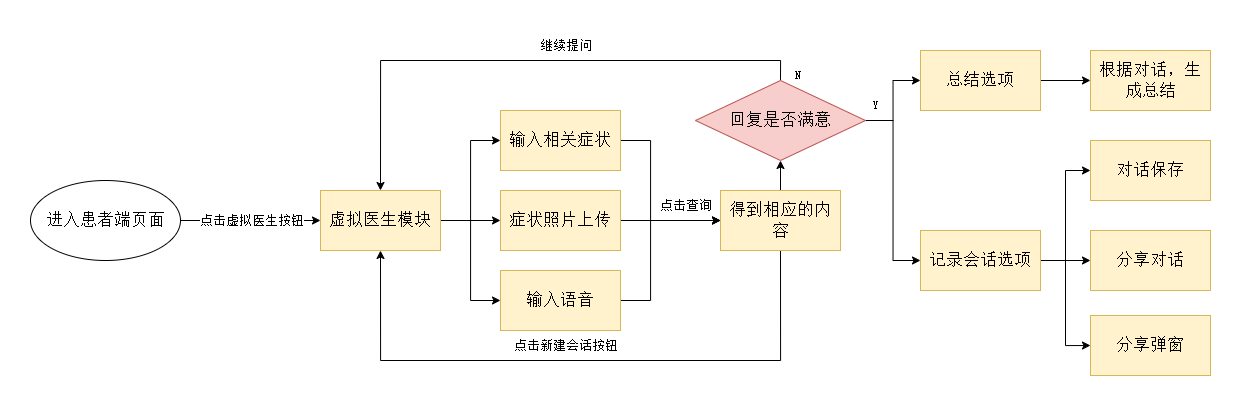 继续提问
N
总结选项
根据对话，生
成总结
Y
回复是否满意
输入相关症状
对话保存
进入患者端页面
点击虚拟医生按钮
虚拟医生模块
症状照片上传
点击查询
得到相应的内
容
记录会话选项
分享对话
输入语音
点击新建会话按钮
分享弹窗